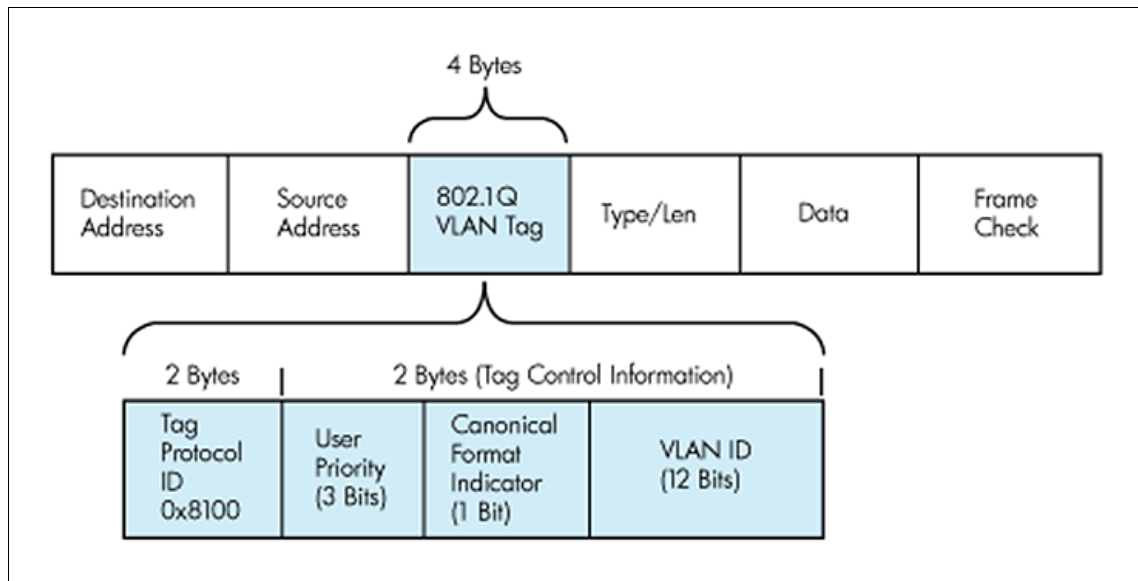 4 Bytes
Destination
Address
Source
Address
802.1Q
VLAN Tag
Type/Len
Data
Frame
Check
2 Bytes
2 Bytes (Tag Control Information)
Tag
Protocol
ID
0x8100
User
Priority
(3 Bits)
Canonical
Format
Indicator
(1 Bit)
VLAN ID
(12 Bits)